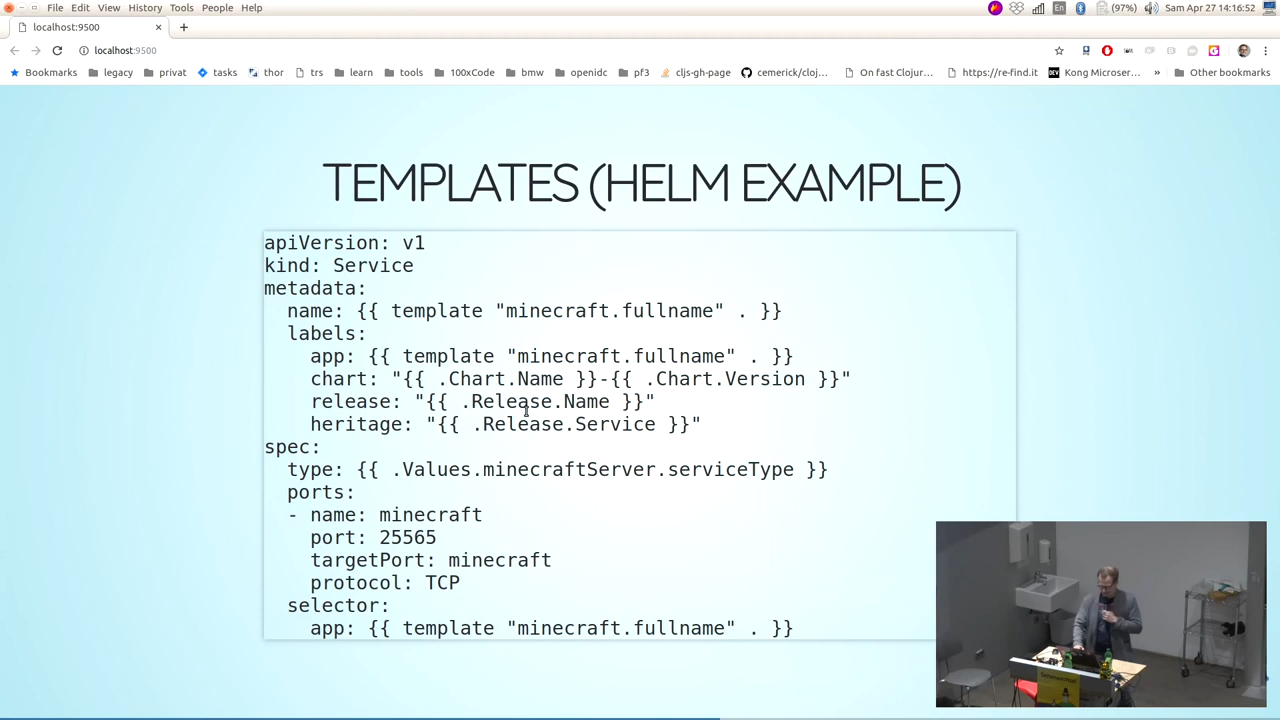 File Edit View History Tools People Help
En (97%) Sam Apr 27 14:16:52
localhost:9500
localhost:9500
Bookmarks legacy privat tasks thor trs learn tools 100xCode bmw openidc pf3 cljs-gh-page cemerick/cloj... On fast Clojur... https://re-find.it DEV Kong Microser... » Other bookmarks
TEMPLATES (HELM EXAMPLE)
apiVersion: v1
kind: Service
metadata:
  name: {{ template "minecraft.fullname" . }}
  labels:
    app: {{ template "minecraft.fullname" . }}
    chart: "{{ .Chart.Name }}-{{ .Chart.Version }}"
    release: "{{ .Release.Name }}"
    heritage: "{{ .Release.Service }}"
spec:
  type: {{ .Values.minecraftServer.serviceType }}
  ports:
  - name: minecraft
    port: 25565
    targetPort: minecraft
    protocol: TCP
  selector:
    app: {{ template "minecraft.fullname" . }}